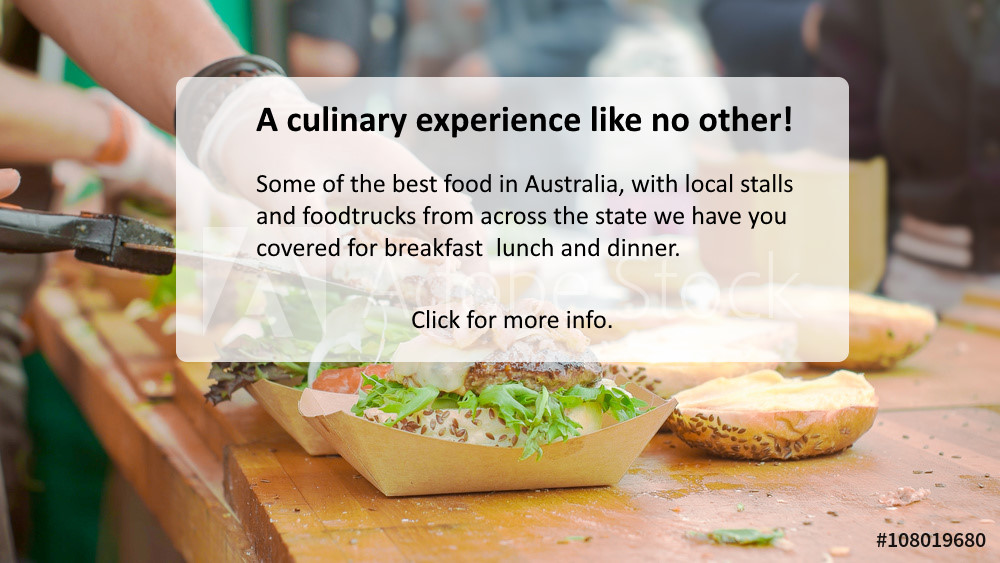 A culinary experience like no other!
Some of the best food in Australia, with local stalls
and foodtrucks from across the state we have you
covered for breakfast  lunch and dinner.
Adobe Stock
Click for more info.
#108019680